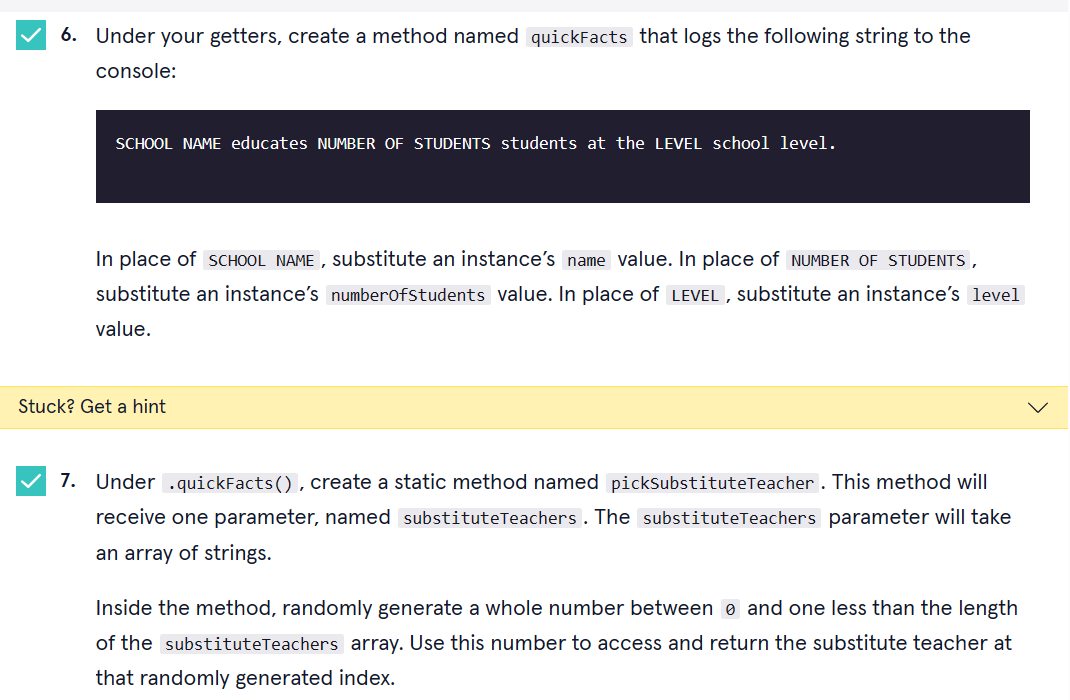 6. Under your getters, create a method named quickFacts that logs the following string to the
console:
SCHOOL NAME educates NUMBER OF STUDENTS students at the LEVEL school level.
In place of SCHOOL NAME, substitute an instance’s name value. In place of NUMBER OF STUDENTS,
substitute an instance’s numberOfStudents value. In place of LEVEL, substitute an instance’s level
value.
Stuck? Get a hint
7. Under .quickFacts(), create a static method named pickSubstituteTeacher. This method will
receive one parameter, named substituteTeachers. The substituteTeachers parameter will take
an array of strings.
Inside the method, randomly generate a whole number between 0 and one less than the length
of the substituteTeachers array. Use this number to access and return the substitute teacher at
that randomly generated index.